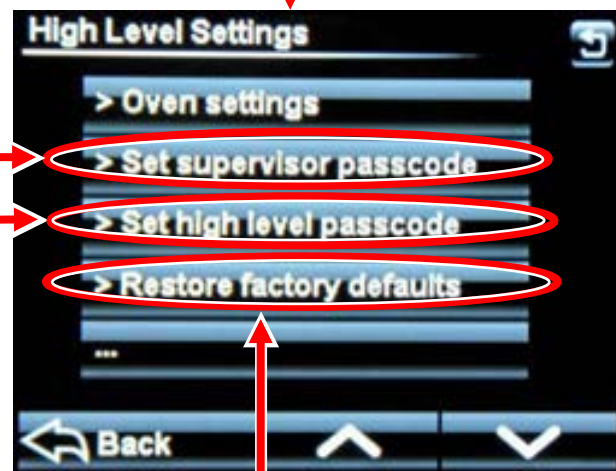 High Level Settings
> Oven settings
> Set supervisor passcode
> Set high level passcode
> Restore factory defaults
...
Back